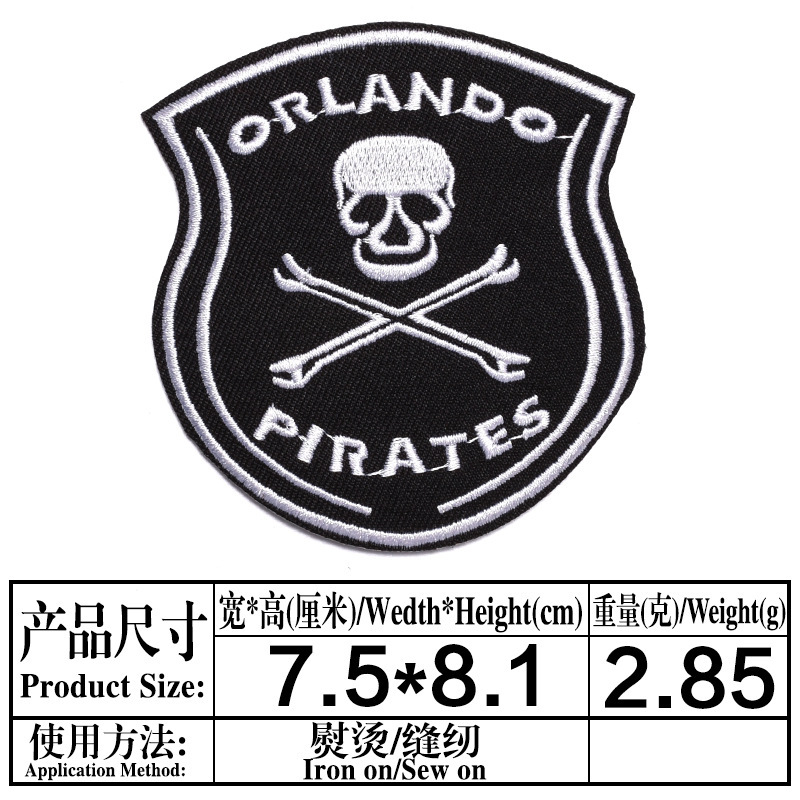 ORLANDO
PIRATES
产品尺寸
Product Size:
宽*高(厘米)/Wedth*Height(cm)
7.5*8.1
重量(克)/Weight(g)
2.85
使用方法:
Application Method:
熨烫/缝纫
Iron on/Sew on